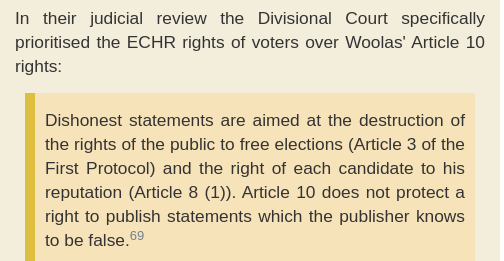 In their judicial review the Divisional Court specifically
prioritised the ECHR rights of voters over Woolas' Article 10
rights:
Dishonest statements are aimed at the destruction of
the rights of the public to free elections (Article 3 of the
First Protocol) and the right of each candidate to his
reputation (Article 8 (1)). Article 10 does not protect a
right to publish statements which the publisher knows
to be false.69